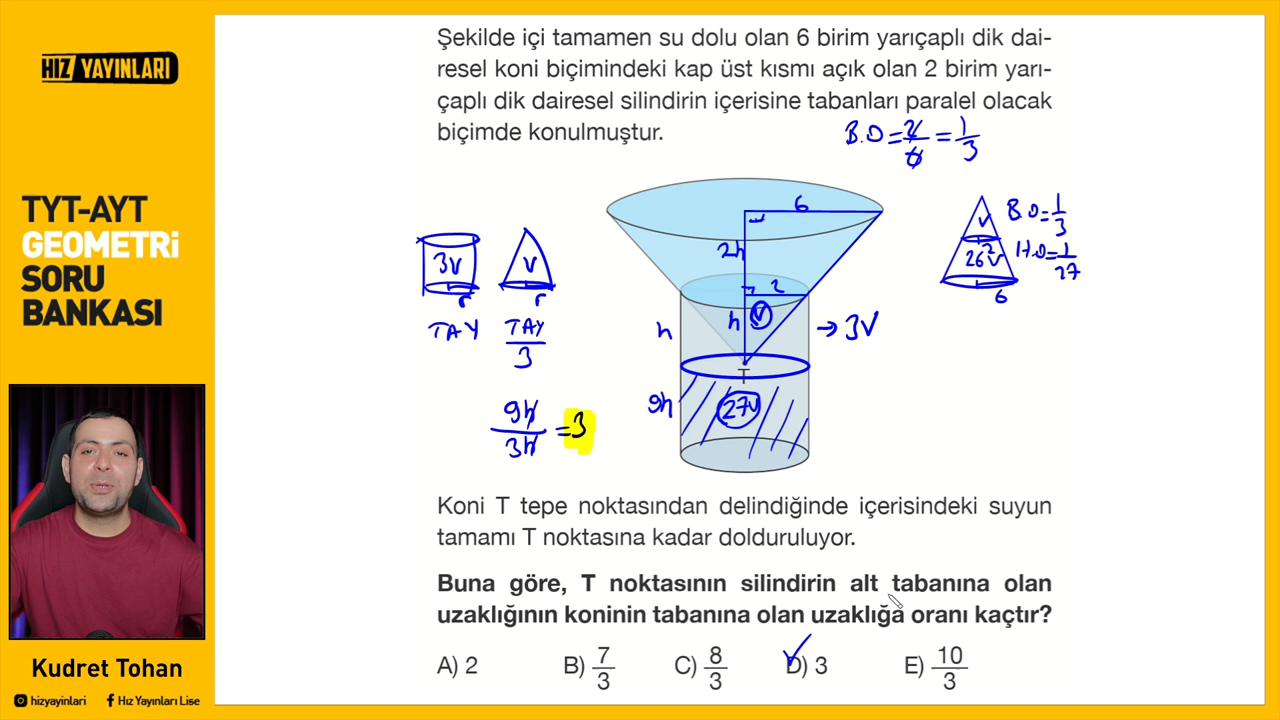 HIZ YAYINLARI
TYT-AYT
GEOMETRİ
SORU
BANKASI
Kudret Tohan
hizyayinlari
Hız Yayınları Lise
Şekilde içi tamamen su dolu olan 6 birim yarıçaplı dik dai-
resel koni biçimindeki kap üst kısmı açık olan 2 birim yarı-
çaplı dik dairesel silindirin içerisine tabanları paralel olacak
biçimde konulmuştur.
B.O = 2/6 = 1/3
6
2h
2
h
V
h
→ 3V
T
9h
27V
3V
r
TAY
V
r
TAY/3
9h/3h = 3
V
B.O = 1/3
2
26V
H.O = 1/27
6
Koni T tepe noktasından delindiğinde içerisindeki suyun
tamamı T noktasına kadar dolduruluyor.
Buna göre, T noktasının silindirin alt tabanına olan
uzaklığının koninin tabanına olan uzaklığa oranı kaçtır?
A) 2 B) 7/3 C) 8/3 D) 3 E) 10/3